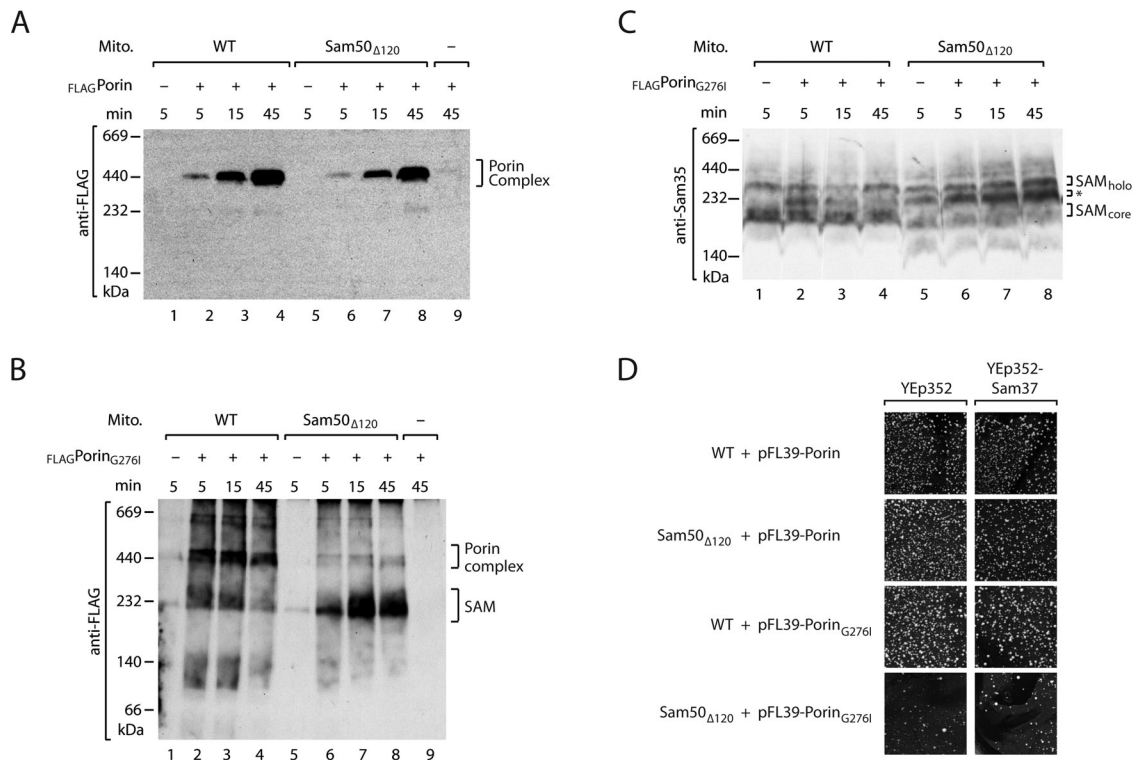 A
Mito. WT Sam50Δ120 –
FLAGPorin – + + + – + + + +
min 5 5 15 45 5 5 15 45 45
anti-FLAG
669
440
232
140
kDa
Porin
Complex
1 2 3 4 5 6 7 8 9
B
Mito. WT Sam50Δ120 –
FLAGPorinG276I – + + + – + + + +
min 5 5 15 45 5 5 15 45 45
anti-FLAG
669
440
232
140
66
kDa
Porin
complex
SAM
1 2 3 4 5 6 7 8 9
C
Mito. WT Sam50Δ120
FLAGPorinG276I – + + + – + + +
min 5 5 15 45 5 5 15 45
anti-Sam35
669
440
232
140
kDa
SAMholo
*
SAMcore
1 2 3 4 5 6 7 8
D
YEp352
YEp352-
Sam37
WT + pFL39-Porin
Sam50Δ120 + pFL39-Porin
WT + pFL39-PorinG276I
Sam50Δ120 + pFL39-PorinG276I